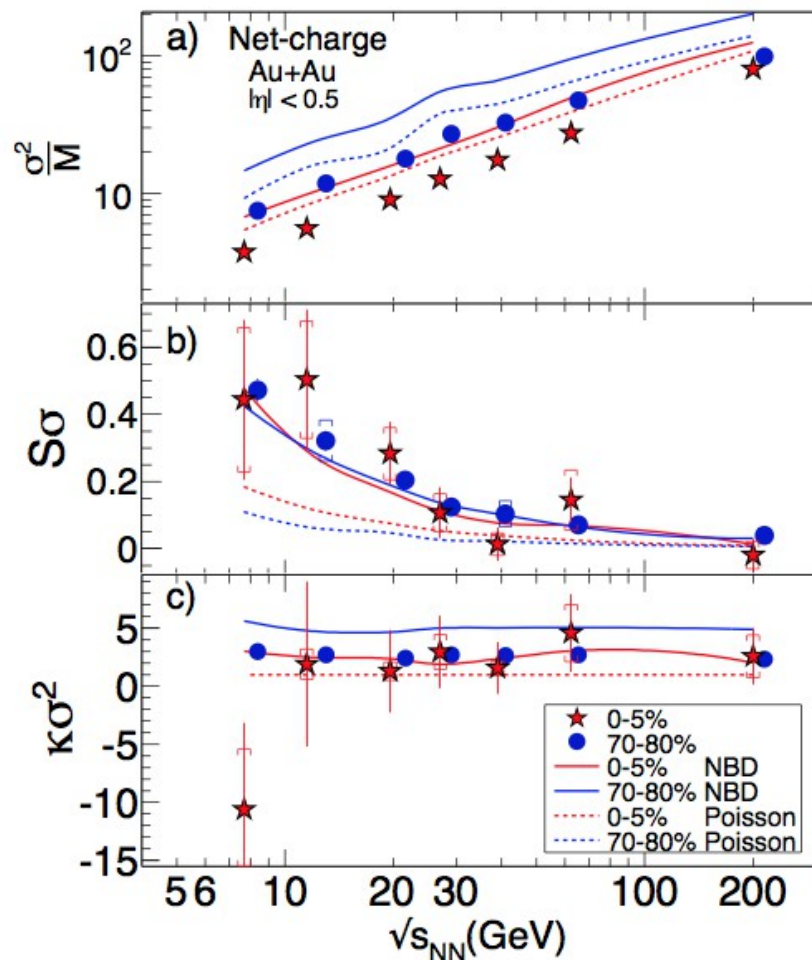 a) Net-charge
Au+Au
|η| < 0.5
10²
10
σ²/M
b)
0.6
0.4
0.2
0
Sσ
c)
5
0
-5
-10
-15
κσ²
0-5%
70-80%
0-5% NBD
70-80% NBD
0-5% Poisson
70-80% Poisson
5 6 10 20 30 100 200
√sNN(GeV)